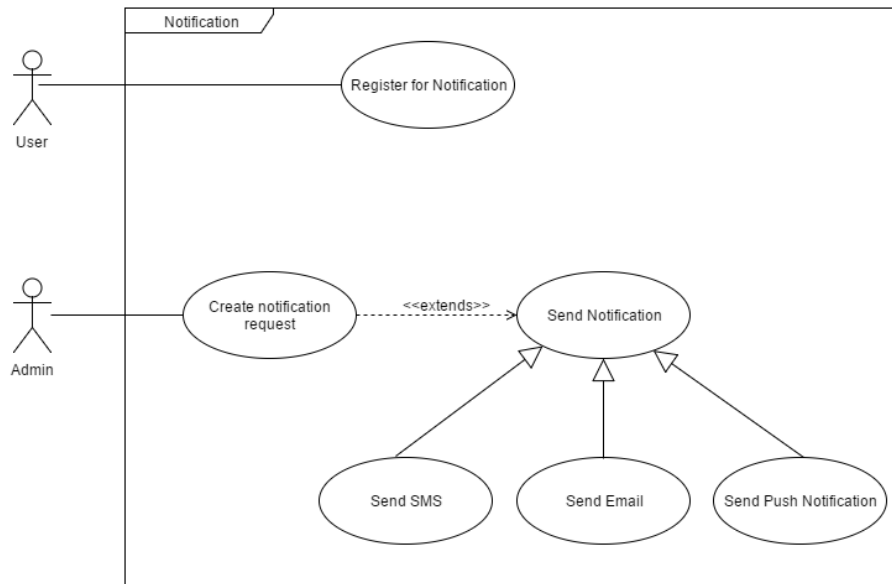 Notification
Register for Notification
User
Create notification
request
<<extends>>
Send Notification
Admin
Send SMS
Send Email
Send Push Notification